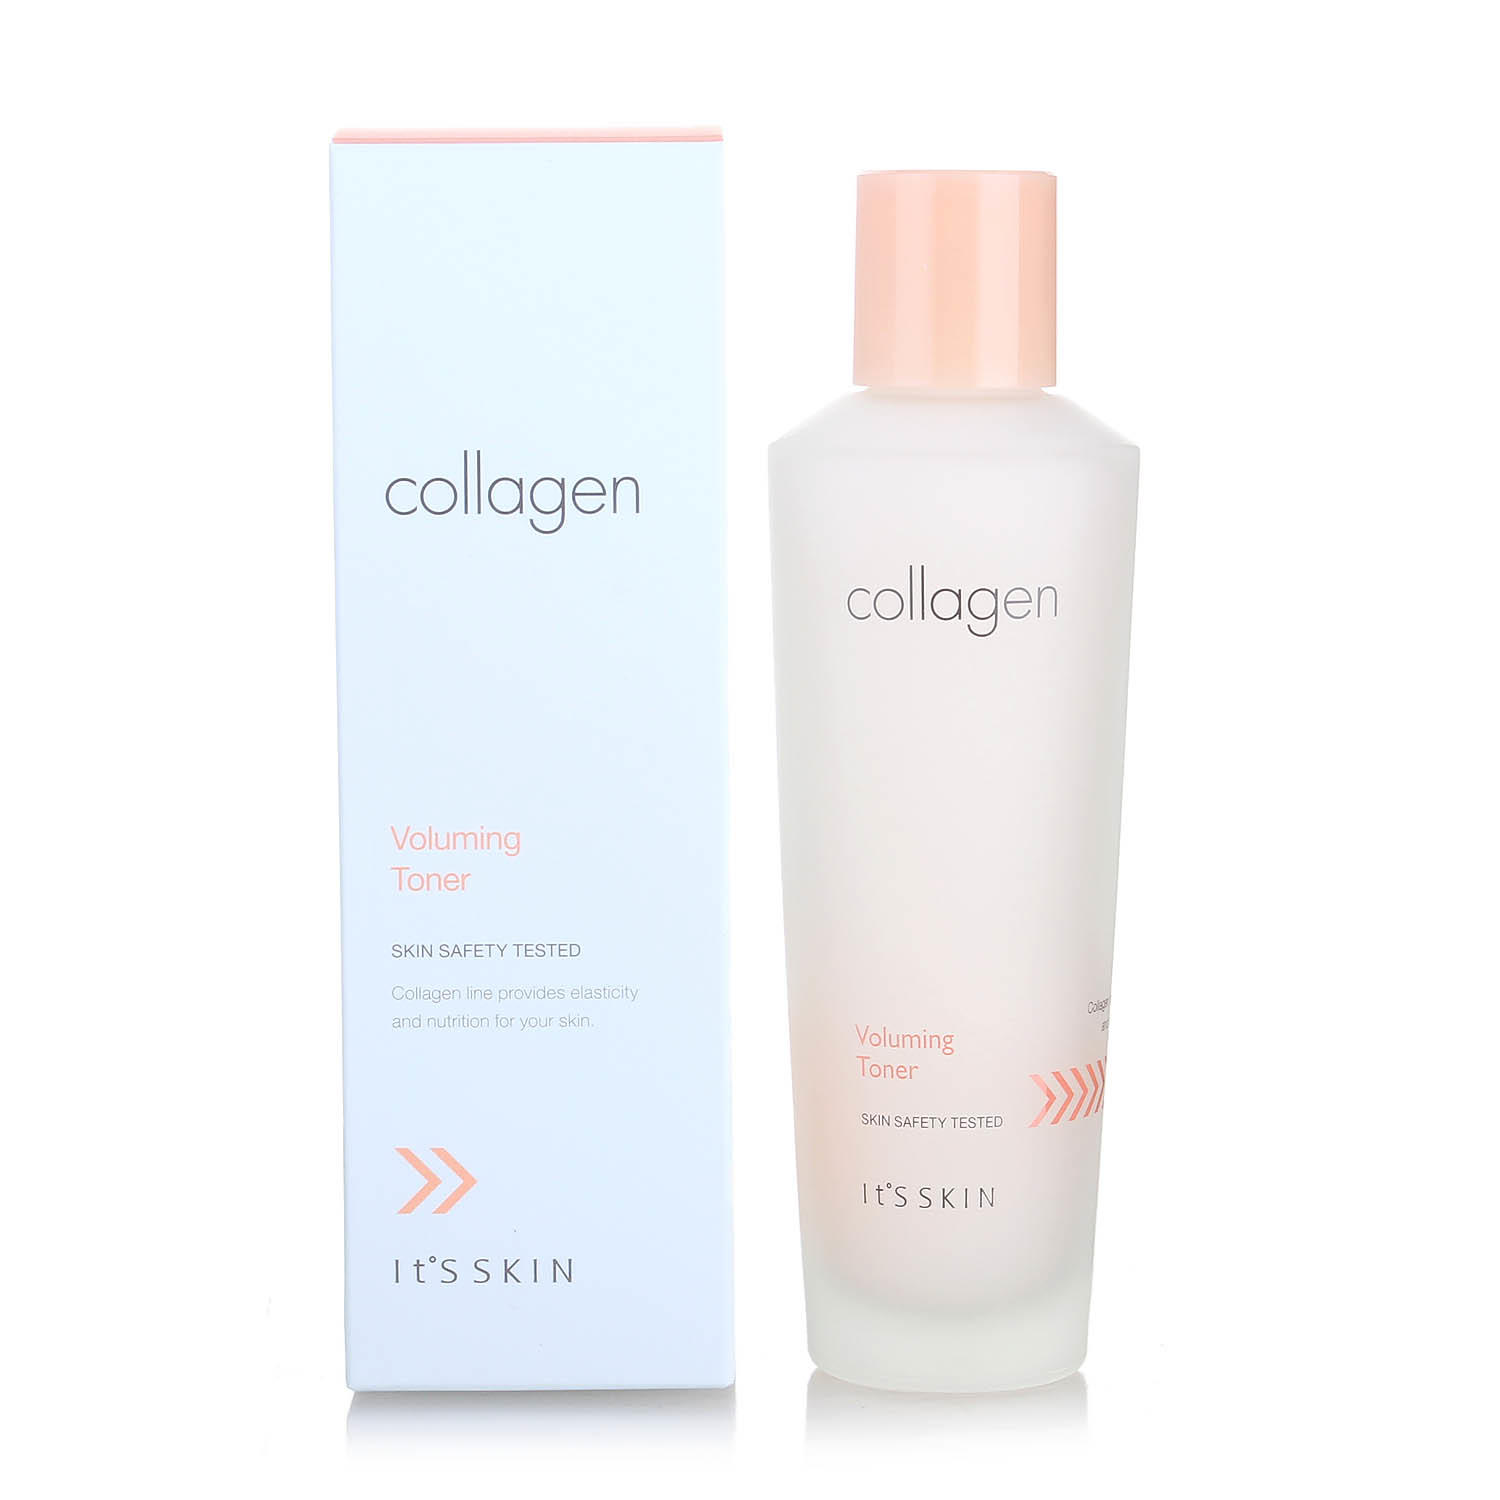 collagen
Voluming
Toner
SKIN SAFETY TESTED
Collagen line provides elasticity
and nutrition for your skin.
It'S SKIN
collagen
Voluming
Toner
SKIN SAFETY TESTED
It'S SKIN
Collagen